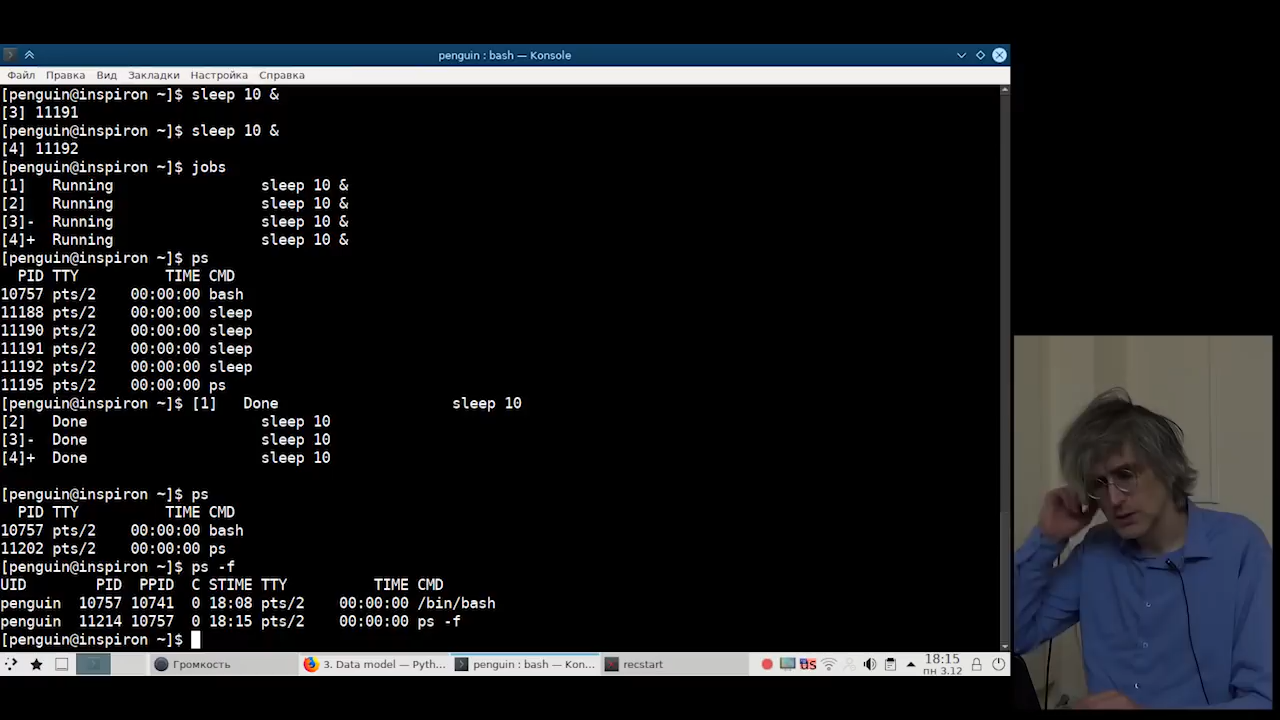 penguin : bash — Konsole
Файл Правка Вид Закладки Настройка Справка
[penguin@inspiron ~]$ sleep 10 &
[3] 11191
[penguin@inspiron ~]$ sleep 10 &
[4] 11192
[penguin@inspiron ~]$ jobs
[1]   Running                 sleep 10 &
[2]   Running                 sleep 10 &
[3]-  Running                 sleep 10 &
[4]+  Running                 sleep 10 &
[penguin@inspiron ~]$ ps
  PID TTY          TIME CMD
10757 pts/2    00:00:00 bash
11188 pts/2    00:00:00 sleep
11190 pts/2    00:00:00 sleep
11191 pts/2    00:00:00 sleep
11192 pts/2    00:00:00 sleep
11195 pts/2    00:00:00 ps
[penguin@inspiron ~]$ [1]   Done                    sleep 10
[2]   Done                    sleep 10
[3]-  Done                    sleep 10
[4]+  Done                    sleep 10
[penguin@inspiron ~]$ ps
  PID TTY          TIME CMD
10757 pts/2    00:00:00 bash
11202 pts/2    00:00:00 ps
[penguin@inspiron ~]$ ps -f
UID        PID  PPID  C STIME TTY          TIME CMD
penguin  10757 10741  0 18:08 pts/2    00:00:00 /bin/bash
penguin  11214 10757  0 18:15 pts/2    00:00:00 ps -f
[penguin@inspiron ~]$
Громкость 3. Data model — Pyth... penguin : bash — Kon... recstart US 18:15
пн 3.12